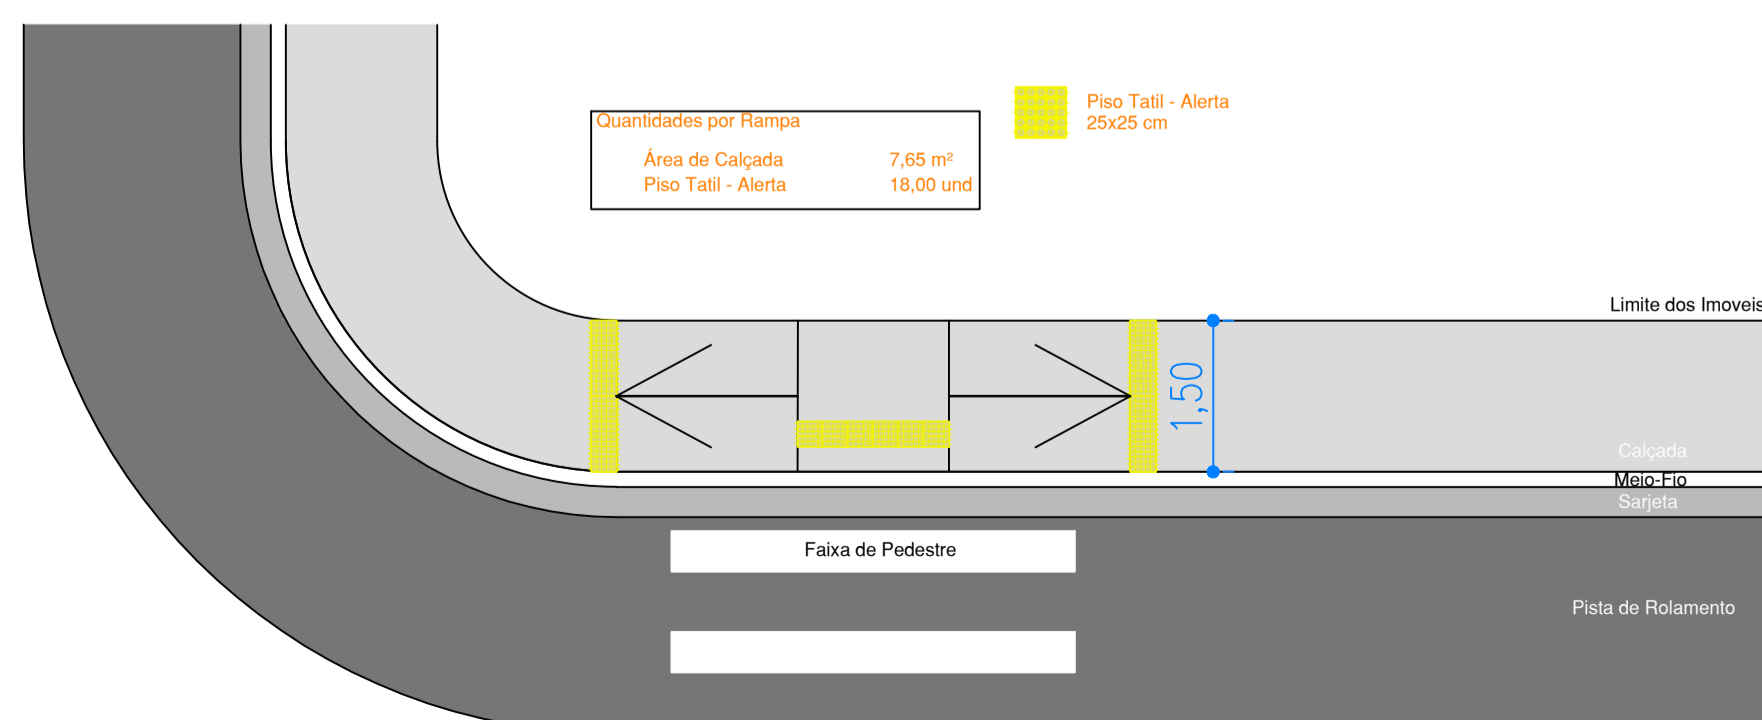 Quantidades por Rampa
Área de Calçada 7,65 m²
Piso Tatil - Alerta 18,00 und
Piso Tatil - Alerta
25x25 cm
Limite dos Imoveis
1,50
Calçada
Meio-Fio
Sarjeta
Faixa de Pedestre
Pista de Rolamento